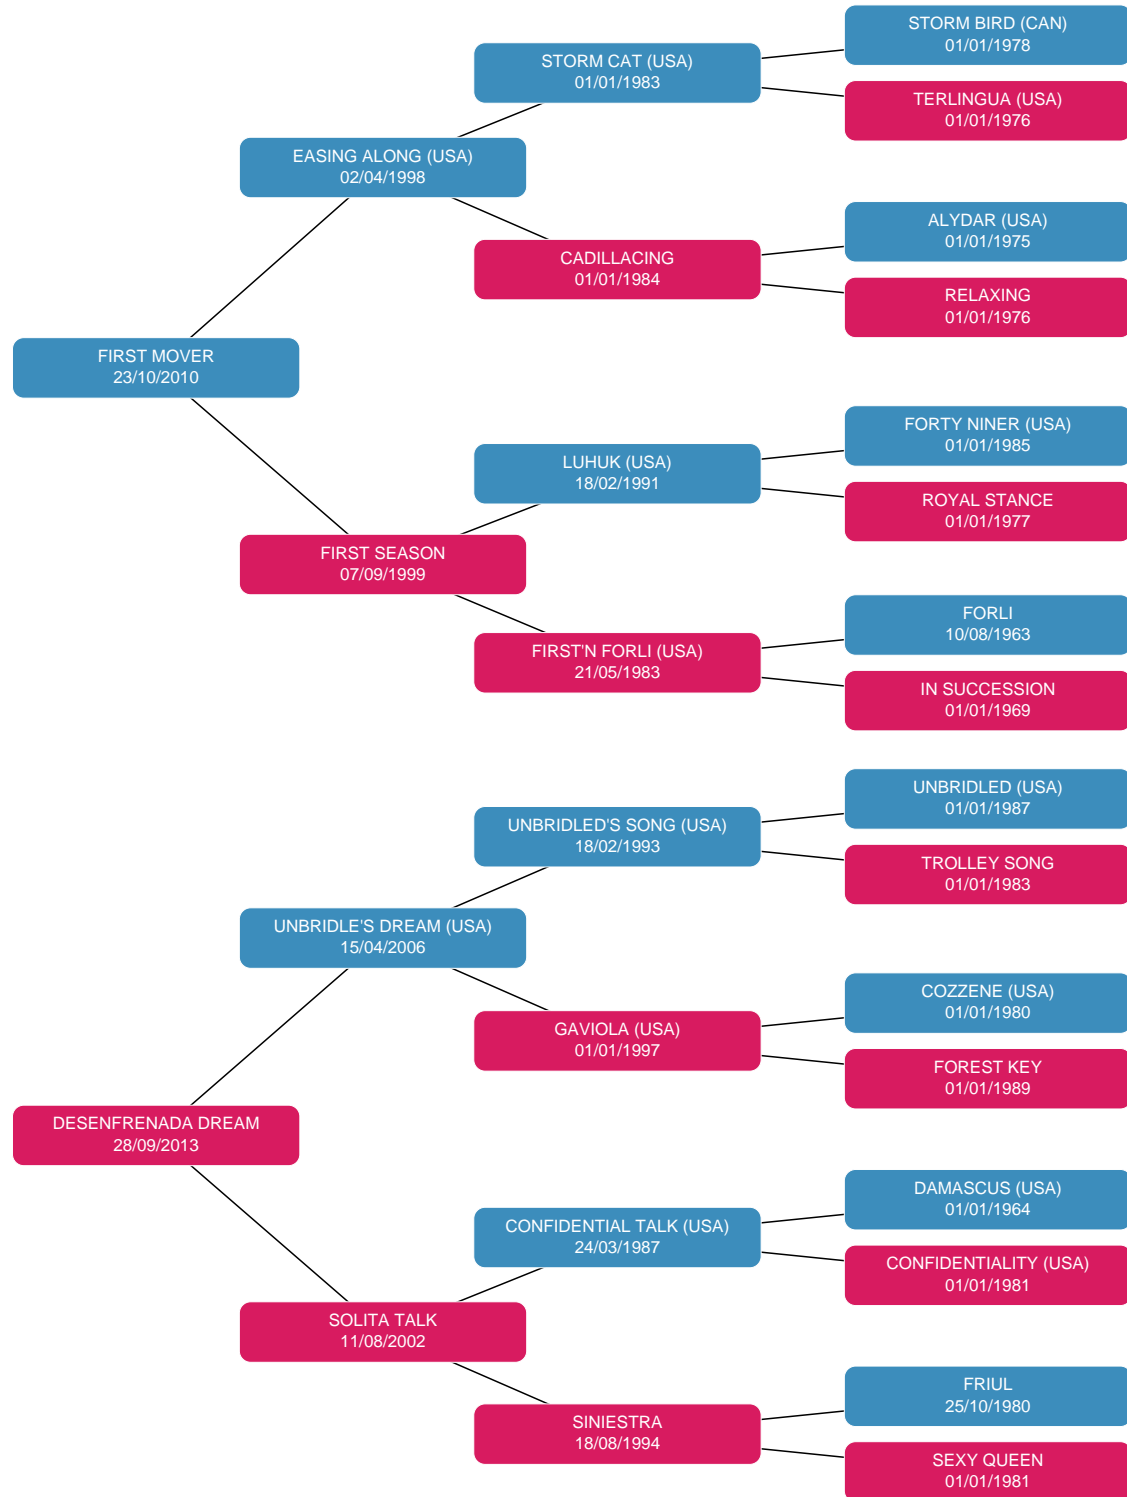 STORM BIRD (CAN)
01/01/1978
STORM CAT (USA)
01/01/1983
TERLINGUA (USA)
01/01/1976
EASING ALONG (USA)
02/04/1998
ALYDAR (USA)
01/01/1975
CADILLACING
01/01/1984
RELAXING
01/01/1976
FIRST MOVER
23/10/2010
FORTY NINER (USA)
01/01/1985
LUHUK (USA)
18/02/1991
ROYAL STANCE
01/01/1977
FIRST SEASON
07/09/1999
FORLI
10/08/1963
FIRST'N FORLI (USA)
21/05/1983
IN SUCCESSION
01/01/1969
UNBRIDLED (USA)
01/01/1987
UNBRIDLED'S SONG (USA)
18/02/1993
TROLLEY SONG
01/01/1983
UNBRIDLE'S DREAM (USA)
15/04/2006
COZZENE (USA)
01/01/1980
GAVIOLA (USA)
01/01/1997
FOREST KEY
01/01/1989
DESENFRENADA DREAM
28/09/2013
DAMASCUS (USA)
01/01/1964
CONFIDENTIAL TALK (USA)
24/03/1987
CONFIDENTIALITY (USA)
01/01/1981
SOLITA TALK
11/08/2002
FRIUL
25/10/1980
SINIESTRA
18/08/1994
SEXY QUEEN
01/01/1981